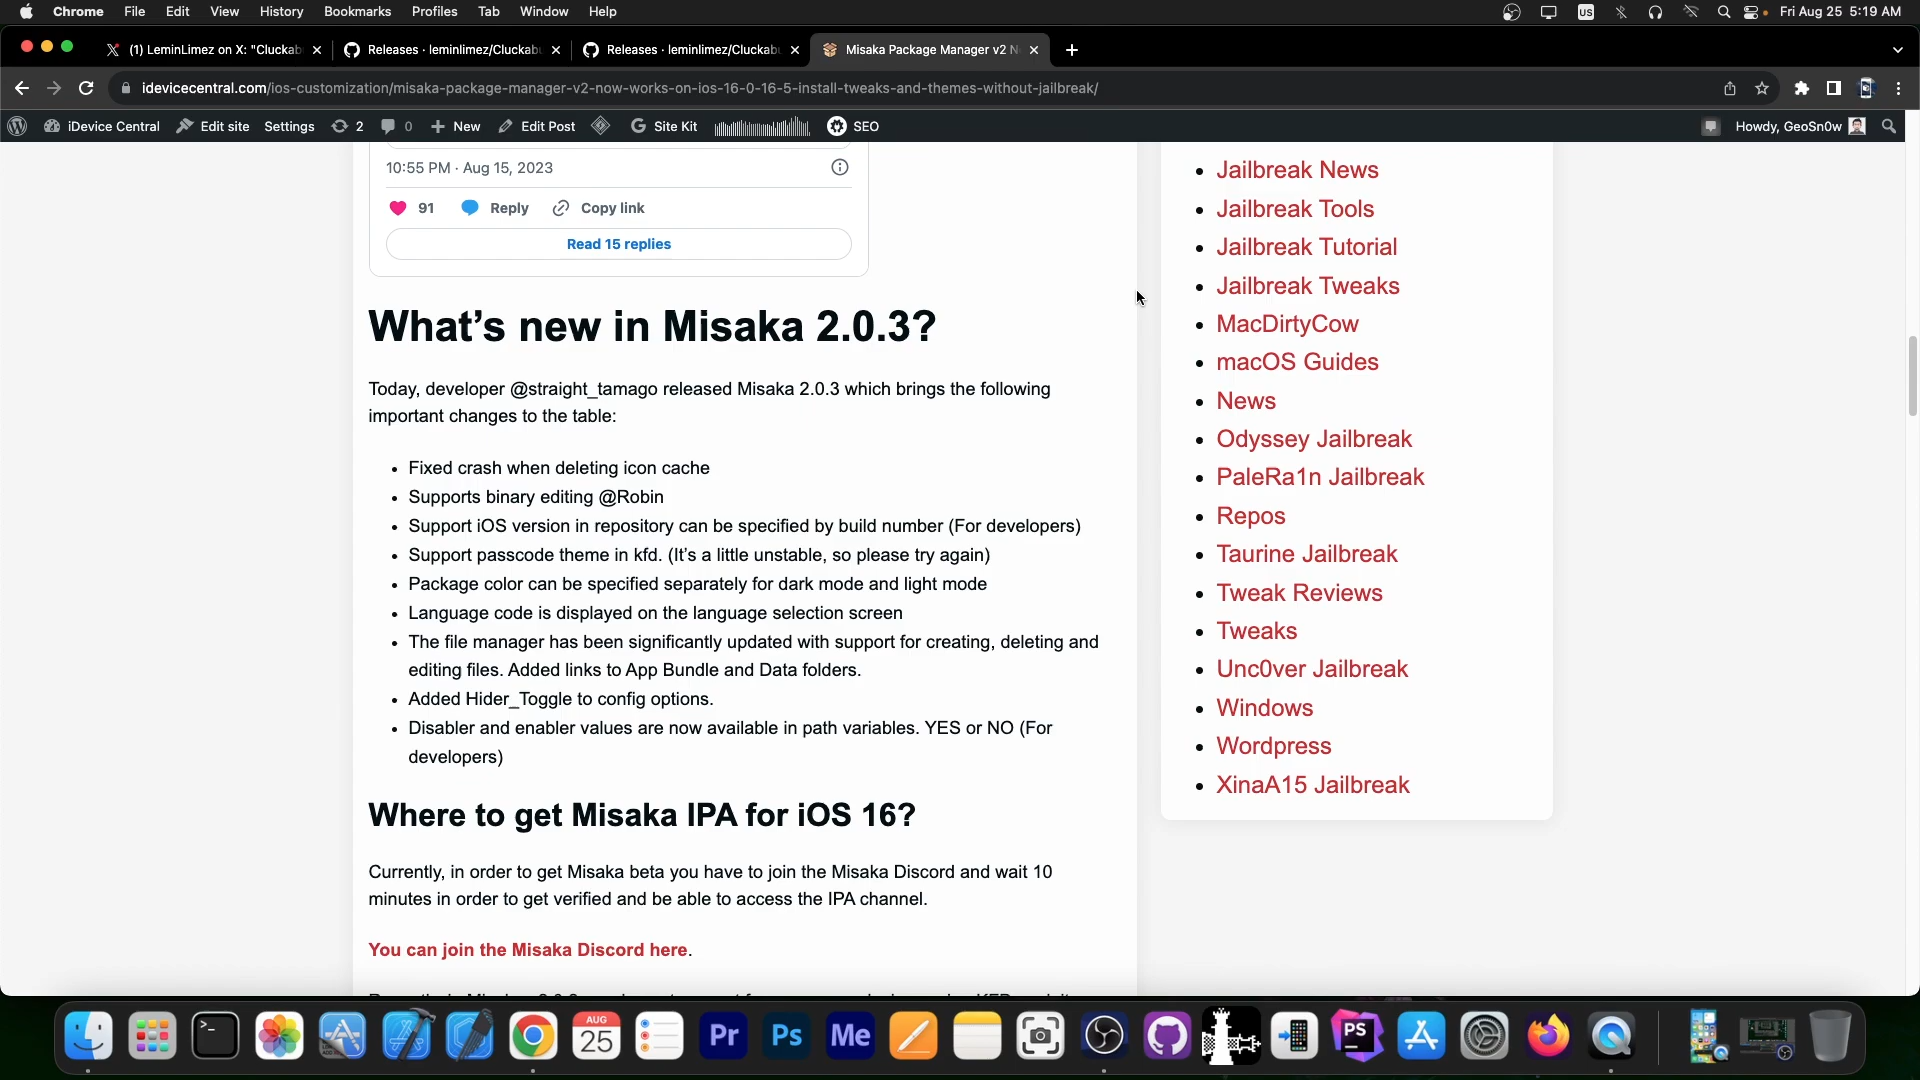 Chrome File Edit View History Bookmarks Profiles Tab Window Help US Fri Aug 25 5:19 AM
(1) LeminLimez on X: "Cluckab Releases · leminlimez/Cluckabu Releases · leminlimez/Cluckabu Misaka Package Manager v2 N
idevicecentral.com/ios-customization/misaka-package-manager-v2-now-works-on-ios-16-0-16-5-install-tweaks-and-themes-without-jailbreak/
iDevice Central Edit site Settings 2 0 New Edit Post Site Kit SEO Howdy, GeoSn0w
10:55 PM · Aug 15, 2023
91 Reply Copy link
Read 15 replies
What's new in Misaka 2.0.3?
Today, developer @straight_tamago released Misaka 2.0.3 which brings the following
important changes to the table:
Fixed crash when deleting icon cache
Supports binary editing @Robin
Support iOS version in repository can be specified by build number (For developers)
Support passcode theme in kfd. (It's a little unstable, so please try again)
Package color can be specified separately for dark mode and light mode
Language code is displayed on the language selection screen
The file manager has been significantly updated with support for creating, deleting and
editing files. Added links to App Bundle and Data folders.
Added Hider_Toggle to config options.
Disabler and enabler values are now available in path variables. YES or NO (For
developers)
Where to get Misaka IPA for iOS 16?
Currently, in order to get Misaka beta you have to join the Misaka Discord and wait 10
minutes in order to get verified and be able to access the IPA channel.
You can join the Misaka Discord here.
Jailbreak News
Jailbreak Tools
Jailbreak Tutorial
Jailbreak Tweaks
MacDirtyCow
macOS Guides
News
Odyssey Jailbreak
PaleRa1n Jailbreak
Repos
Taurine Jailbreak
Tweak Reviews
Tweaks
Unc0ver Jailbreak
Windows
Wordpress
XinaA15 Jailbreak
AUG
25
Pr Ps Me PS